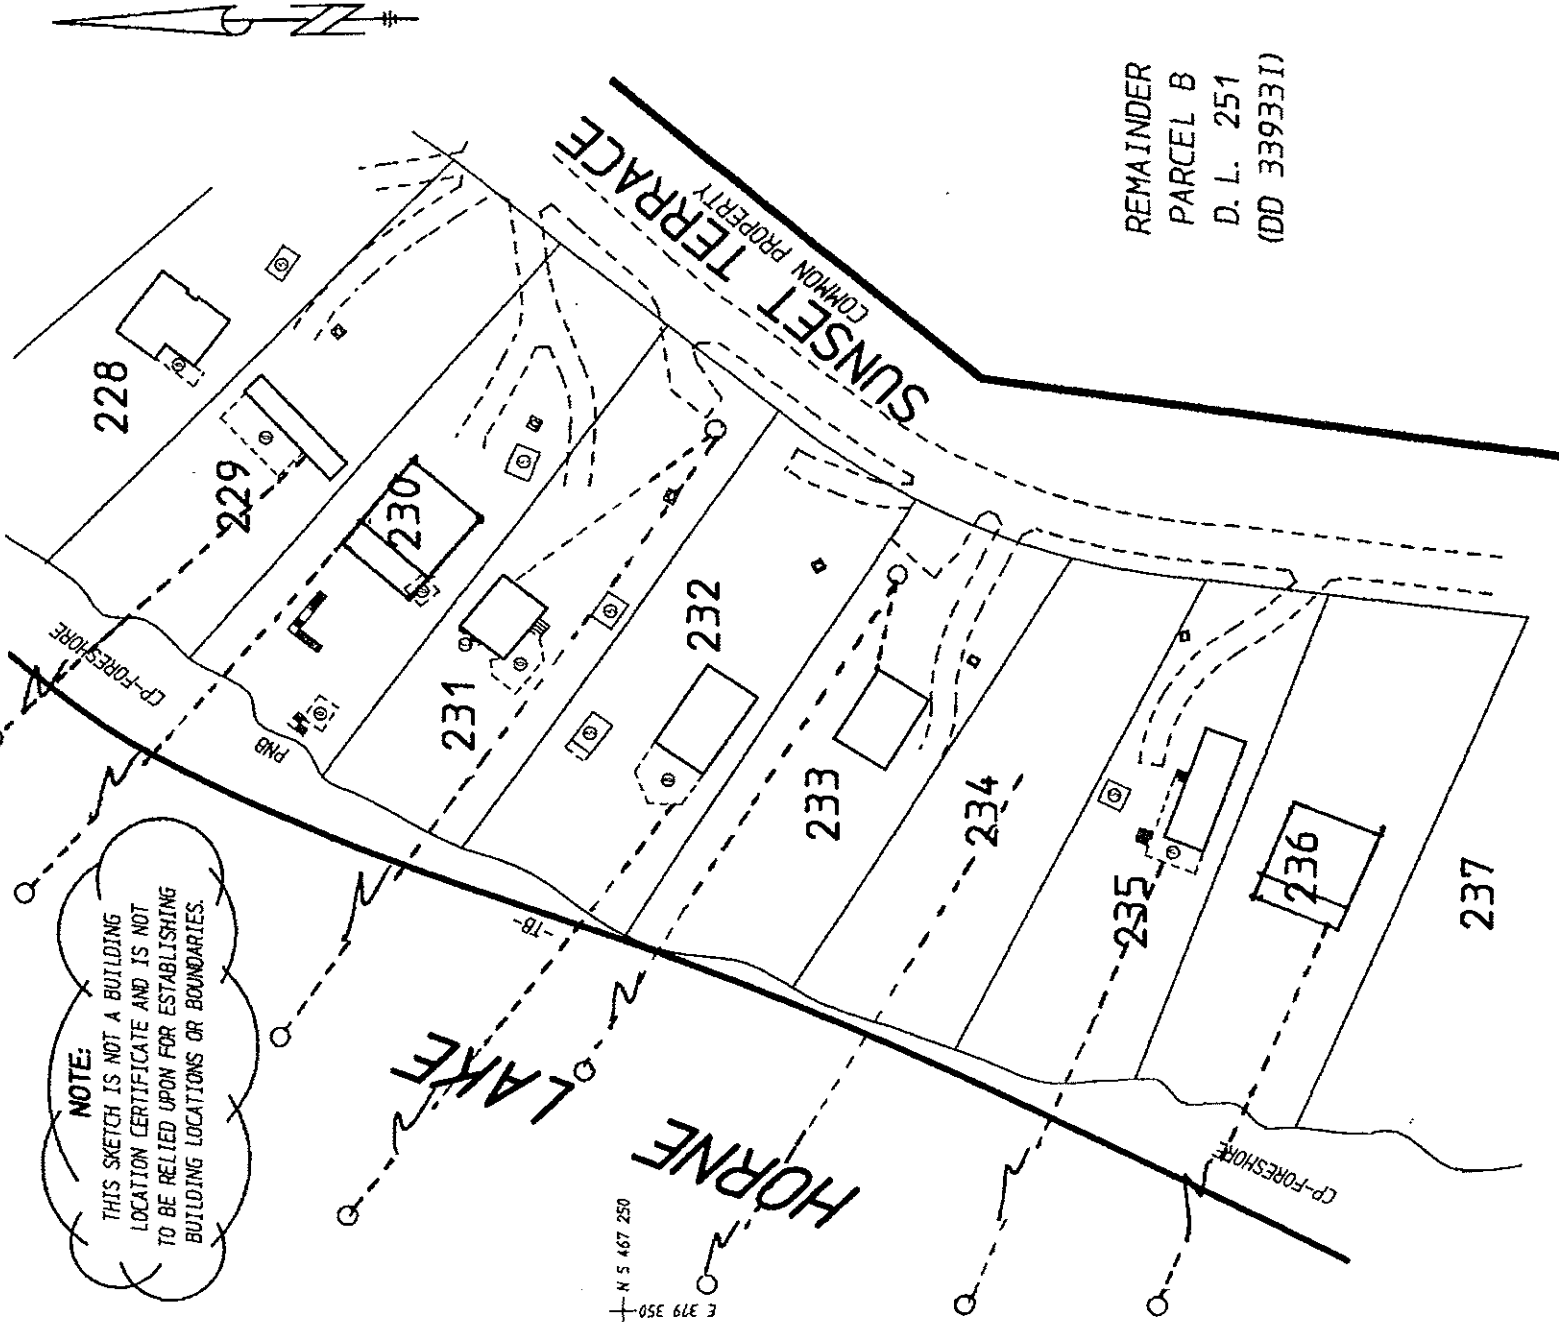 N
REMAINDER
PARCEL B
D. L. 251
(DD 33933I)
SUNSET TERRACE
COMMON PROPERTY
228
229
230
231
232
233
234
235
236
237
CP-FORESHORE
PNB
-TB-
CP-FORESHORE
HORNE LAKE
NOTE:
THIS SKETCH IS NOT A BUILDING
LOCATION CERTIFICATE AND IS NOT
TO BE RELIED UPON FOR ESTABLISHING
BUILDING LOCATIONS OR BOUNDARIES.
N 5 467 250
E 379 350